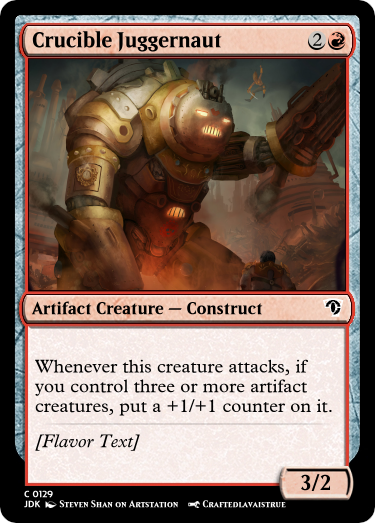 Crucible Juggernaut 2
Artifact Creature — Construct
Whenever this creature attacks, if
you control three or more artifact
creatures, put a +1/+1 counter on it.
[Flavor Text]
3/2
C 0129
JDK Steven Shan on Artstation Craftedlavaistrue